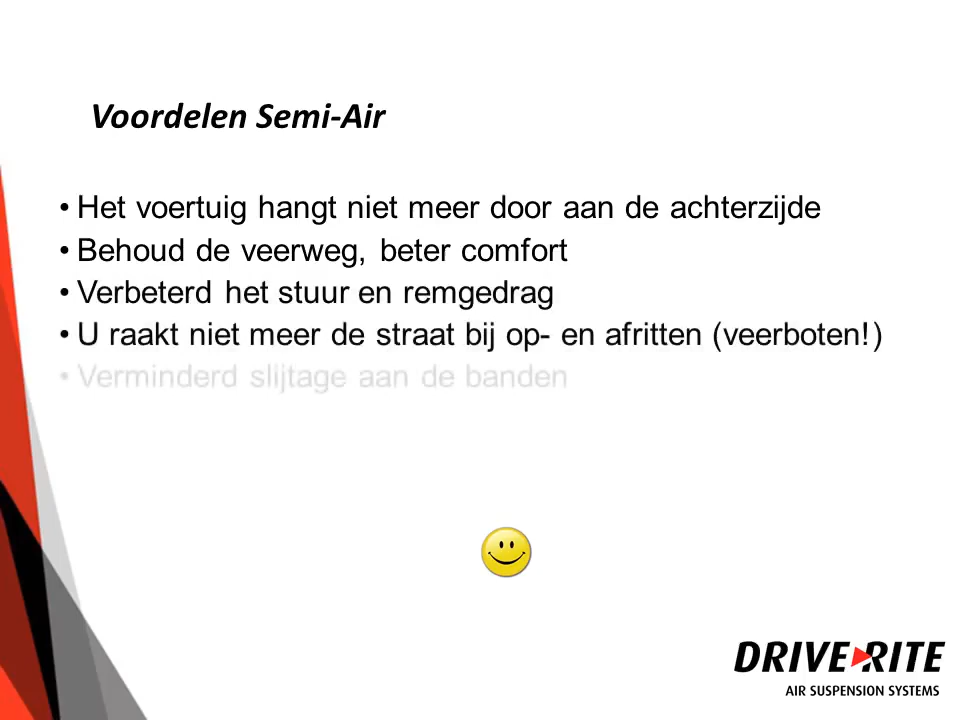 Voordelen Semi-Air
• Het voertuig hangt niet meer door aan de achterzijde
• Behoud de veerweg, beter comfort
• Verbeterd het stuur en remgedrag
• U raakt niet meer de straat bij op- en afritten (veerboten!)
• Verminderd slijtage aan de banden
DRIVE RITE
AIR SUSPENSION SYSTEMS